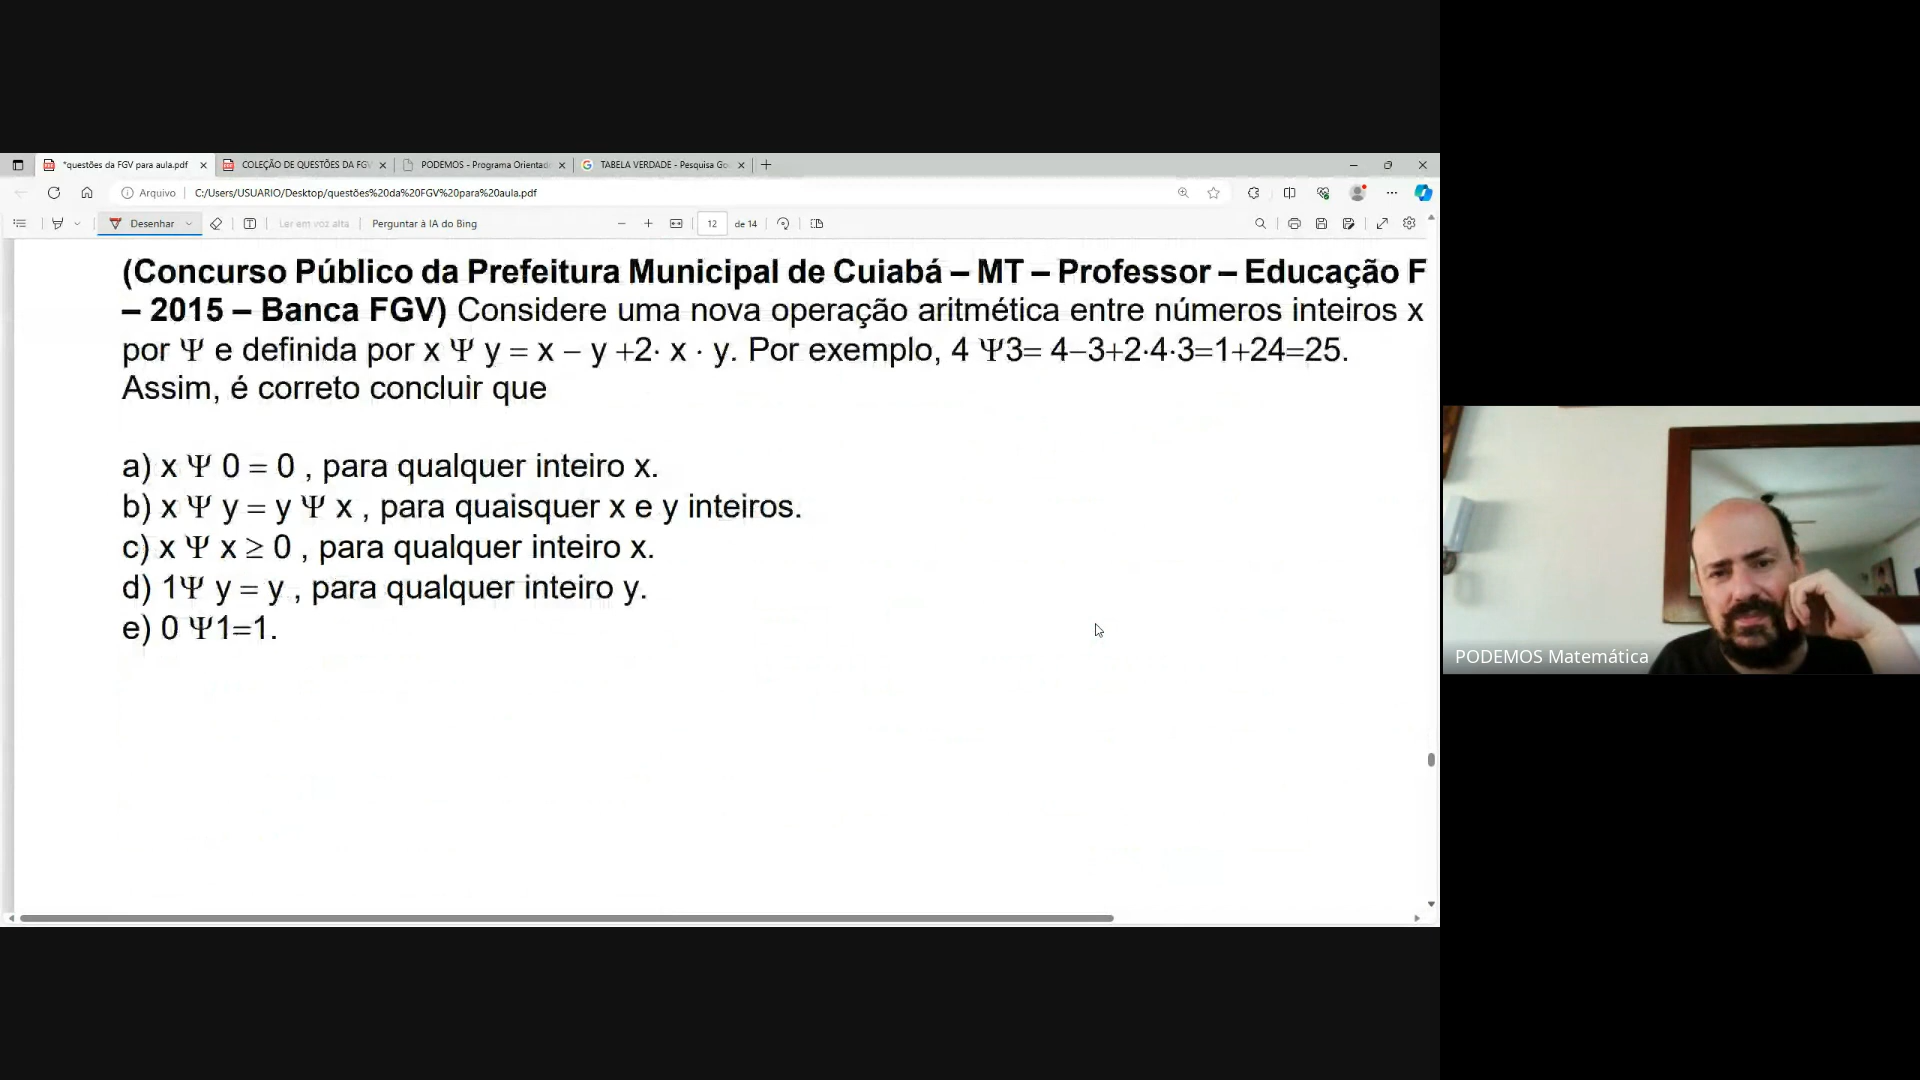 *questões da FGV para aula.pdf
COLEÇÃO DE QUESTÕES DA FGV
PODEMOS - Programa Orientad
TABELA VERDADE - Pesquisa Go
Arquivo
C:/Users/USUARIO/Desktop/questões%20da%20FGV%20para%20aula.pdf
Desenhar
Ler em voz alta
Perguntar à IA do Bing
12
de 14
(Concurso Público da Prefeitura Municipal de Cuiabá – MT – Professor – Educação F
– 2015 – Banca FGV) Considere uma nova operação aritmética entre números inteiros x
por Ψ e definida por x Ψ y = x – y +2· x · y. Por exemplo, 4 Ψ3= 4–3+2·4·3=1+24=25.
Assim, é correto concluir que
a) x Ψ 0 = 0 , para qualquer inteiro x.
b) x Ψ y = y Ψ x , para quaisquer x e y inteiros.
c) x Ψ x ≥ 0 , para qualquer inteiro x.
d) 1Ψ y = y , para qualquer inteiro y.
e) 0 Ψ1=1.
PODEMOS Matemática